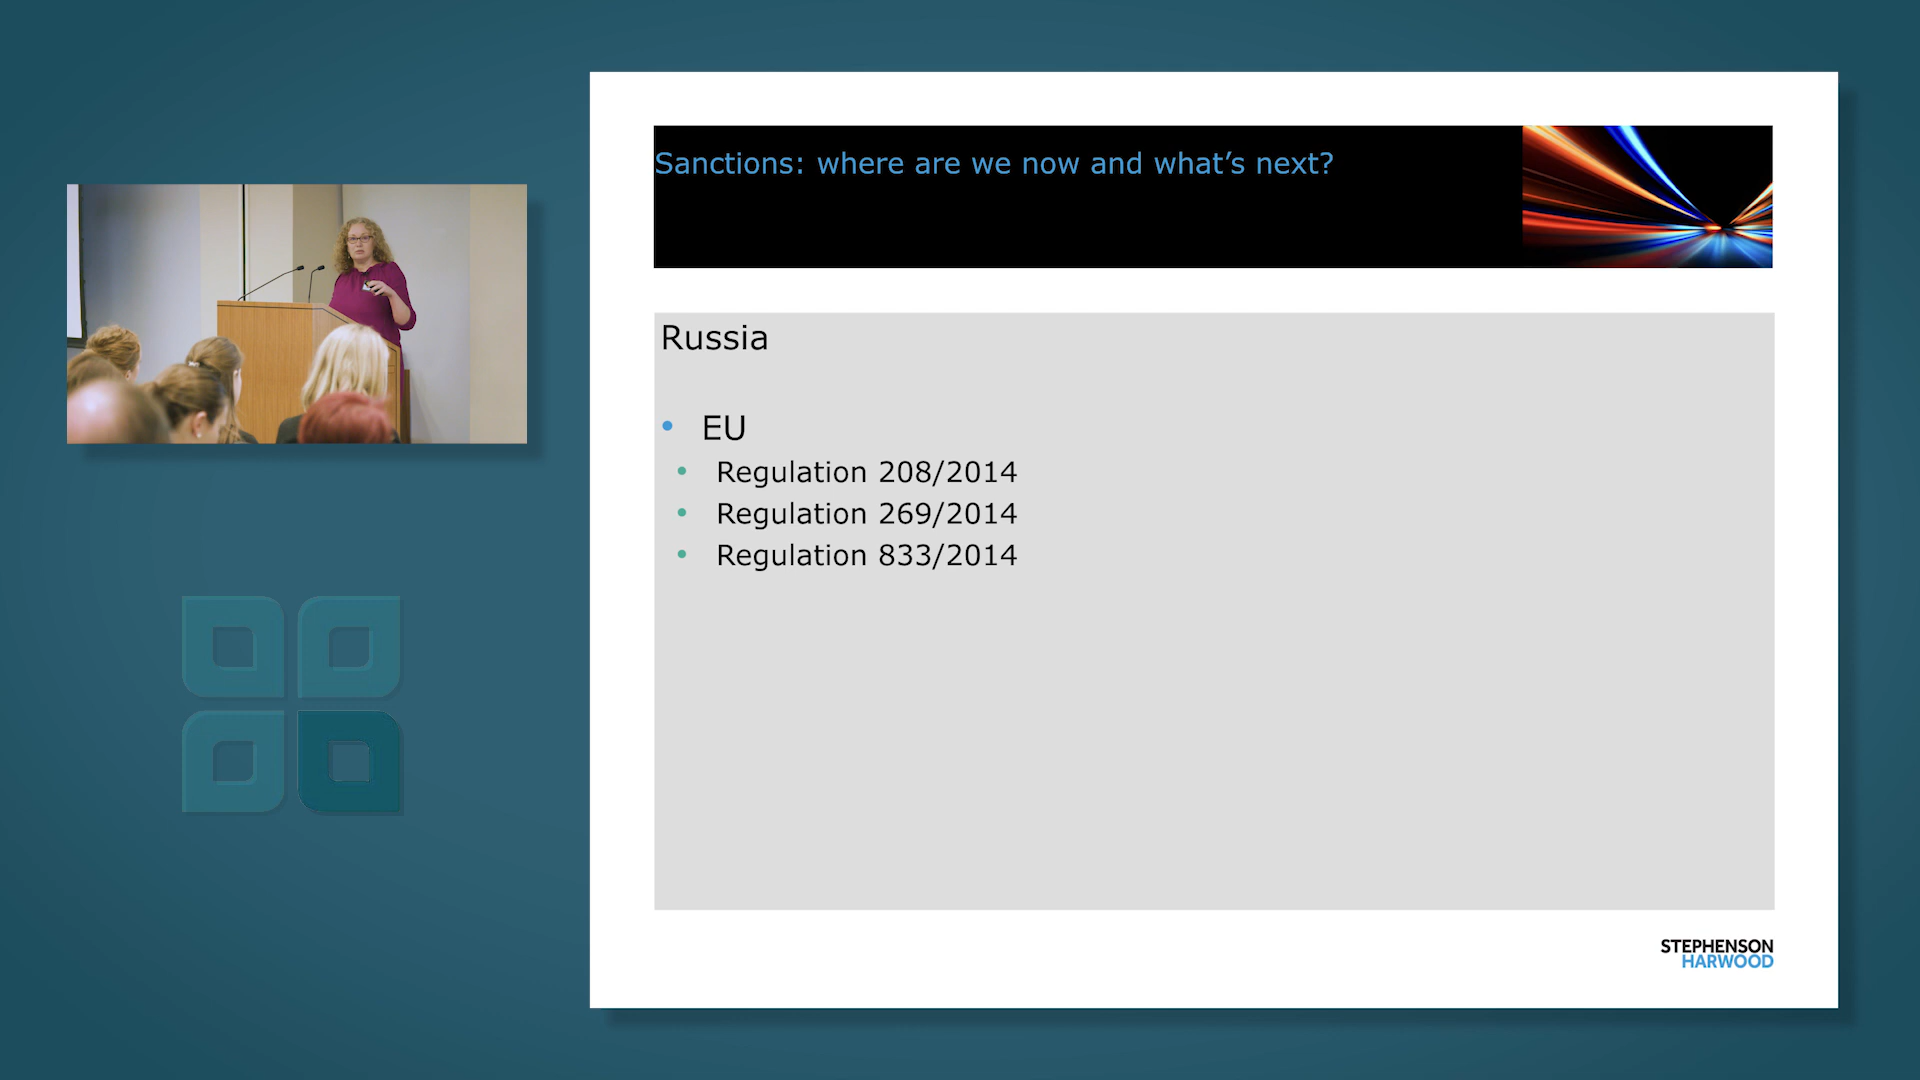 Sanctions: where are we now and what’s next?
Russia
• EU
• Regulation 208/2014
• Regulation 269/2014
• Regulation 833/2014
STEPHENSON
HARWOOD